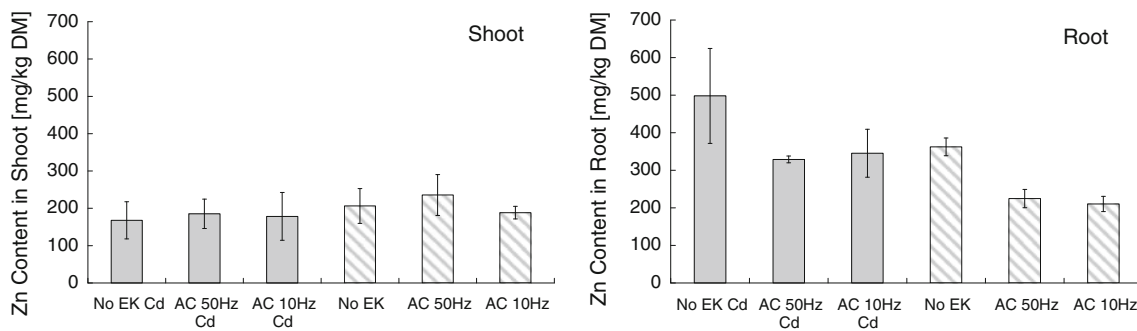 Zn Content in Shoot [mg/kg DM]
700
600
500
400
300
200
100
0
Shoot
No EK Cd
AC 50Hz
Cd
AC 10Hz
Cd
No EK
AC 50Hz
AC 10Hz
Zn Content in Root [mg/kg DM]
700
600
500
400
300
200
100
0
Root
No EK Cd
AC 50Hz
Cd
AC 10Hz
Cd
No EK
AC 50Hz
AC 10Hz